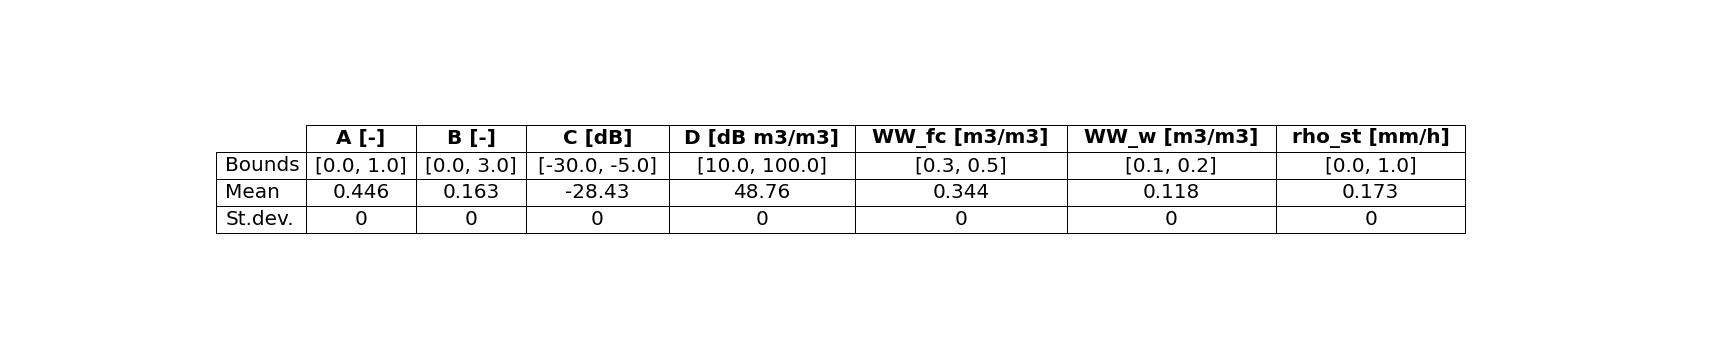 A [-] B [-] C [dB] D [dB m3/m3] WW_fc [m3/m3] WW_w [m3/m3] rho_st [mm/h]
Bounds [0.0, 1.0] [0.0, 3.0] [-30.0, -5.0] [10.0, 100.0] [0.3, 0.5] [0.1, 0.2] [0.0, 1.0]
Mean 0.446 0.163 -28.43 48.76 0.344 0.118 0.173
St.dev. 0 0 0 0 0 0 0